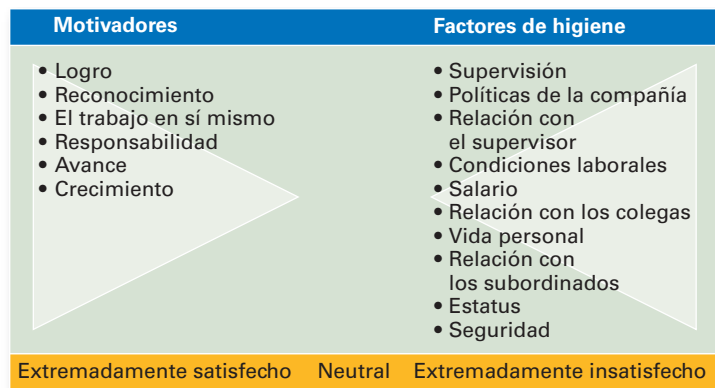 Motivadores
Factores de higiene
• Logro
• Reconocimiento
• El trabajo en sí mismo
• Responsabilidad
• Avance
• Crecimiento
• Supervisión
• Políticas de la compañía
• Relación con
el supervisor
• Condiciones laborales
• Salario
• Relación con los colegas
• Vida personal
• Relación con
los subordinados
• Estatus
• Seguridad
Extremadamente satisfecho Neutral Extremadamente insatisfecho